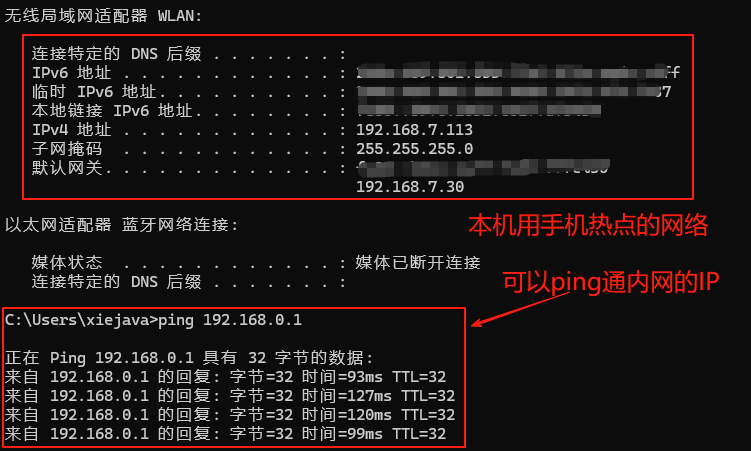 无线局域网适配器 WLAN:
连接特定的 DNS 后缀 . . . . . . . :
IPv6 地址 . . . . . . . . . . . . :
临时 IPv6 地址. . . . . . . . . . :
本地链接 IPv6 地址. . . . . . . . :
IPv4 地址 . . . . . . . . . . . . : 192.168.7.113
子网掩码 . . . . . . . . . . . . : 255.255.255.0
默认网关. . . . . . . . . . . . . :
192.168.7.30
以太网适配器 蓝牙网络连接:
本机用手机热点的网络
媒体状态 . . . . . . . . . . . . : 媒体已断开连接
连接特定的 DNS 后缀 . . . . . . . :
可以ping通内网的IP
C:\Users\xiejava>ping 192.168.0.1
正在 Ping 192.168.0.1 具有 32 字节的数据:
来自 192.168.0.1 的回复: 字节=32 时间=93ms TTL=32
来自 192.168.0.1 的回复: 字节=32 时间=127ms TTL=32
来自 192.168.0.1 的回复: 字节=32 时间=120ms TTL=32
来自 192.168.0.1 的回复: 字节=32 时间=99ms TTL=32